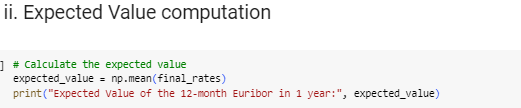 ii. Expected Value computation
] # Calculate the expected value
expected_value = np.mean(final_rates)
print("Expected Value of the 12-month Euribor in 1 year:", expected_value)